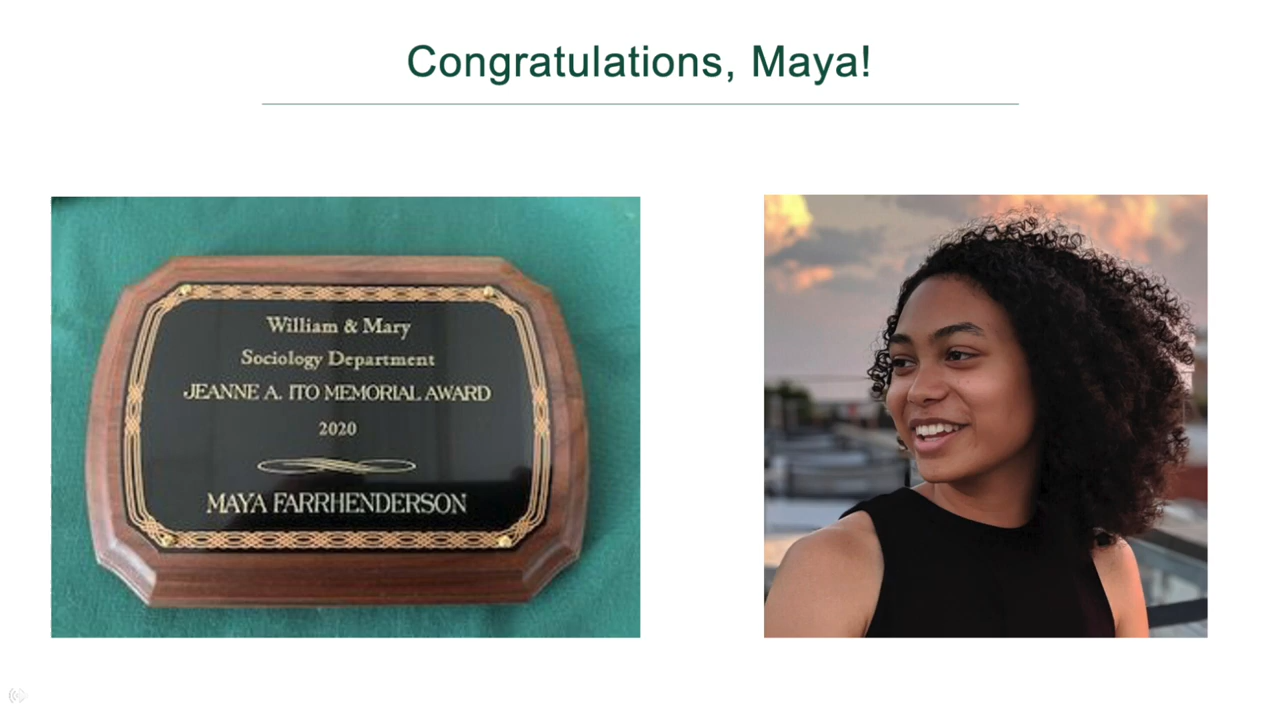 Congratulations, Maya!
William & Mary
Sociology Department
JEANNE A. ITO MEMORIAL AWARD
2020
MAYA FARRHENDERSON